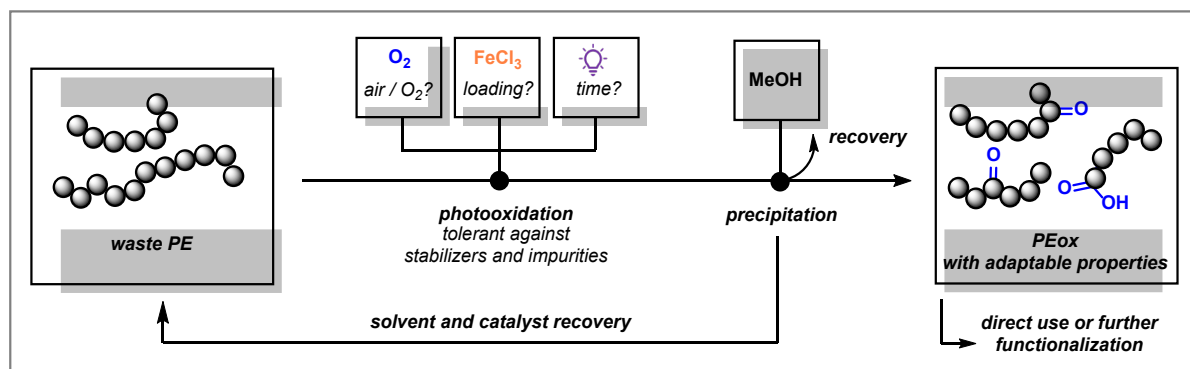 O2
air / O2?
FeCl3
loading?
time?
MeOH
recovery
waste PE
photooxidation
tolerant against
stabilizers and impurities
precipitation
O
O
O
OH
PEox
with adaptable properties
solvent and catalyst recovery
direct use or further
functionalization